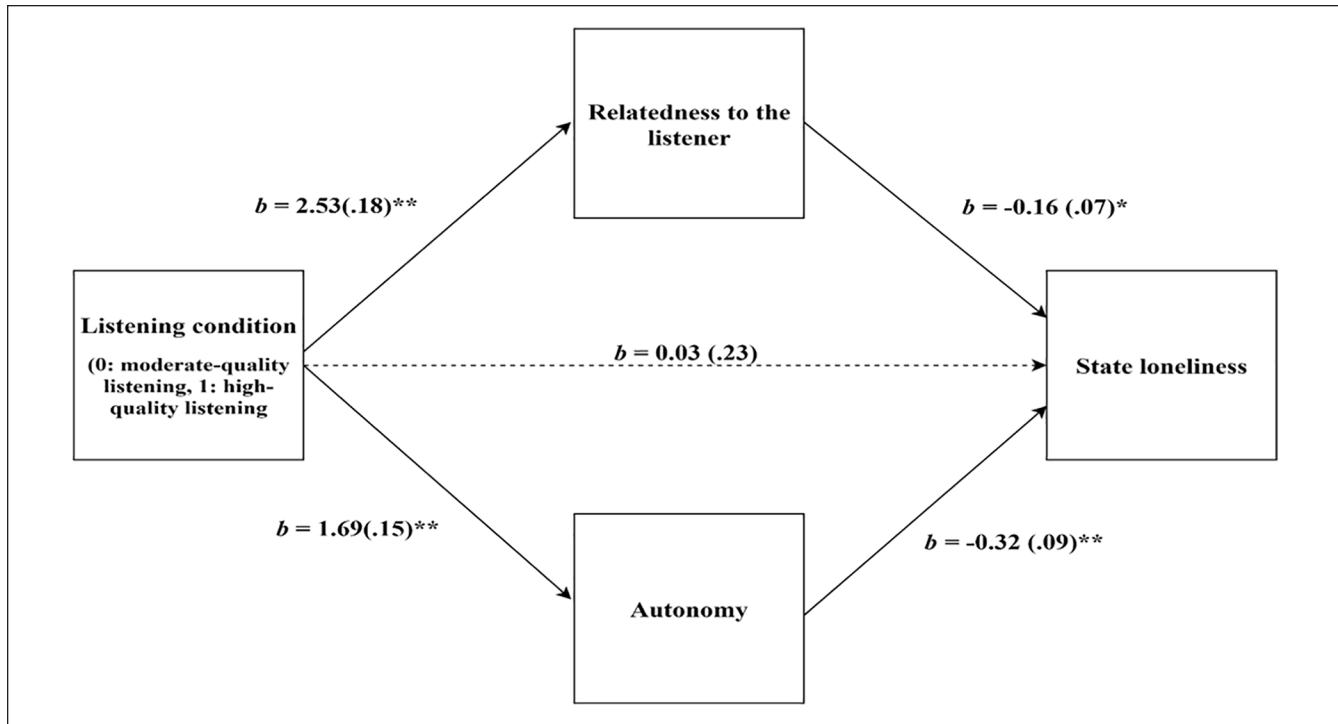 Relatedness to the
listener
b = 2.53(.18)**
b = -0.16 (.07)*
Listening condition
(0: moderate-quality
listening, 1: high-
quality listening
b = 0.03 (.23)
State loneliness
b = 1.69(.15)**
b = -0.32 (.09)**
Autonomy